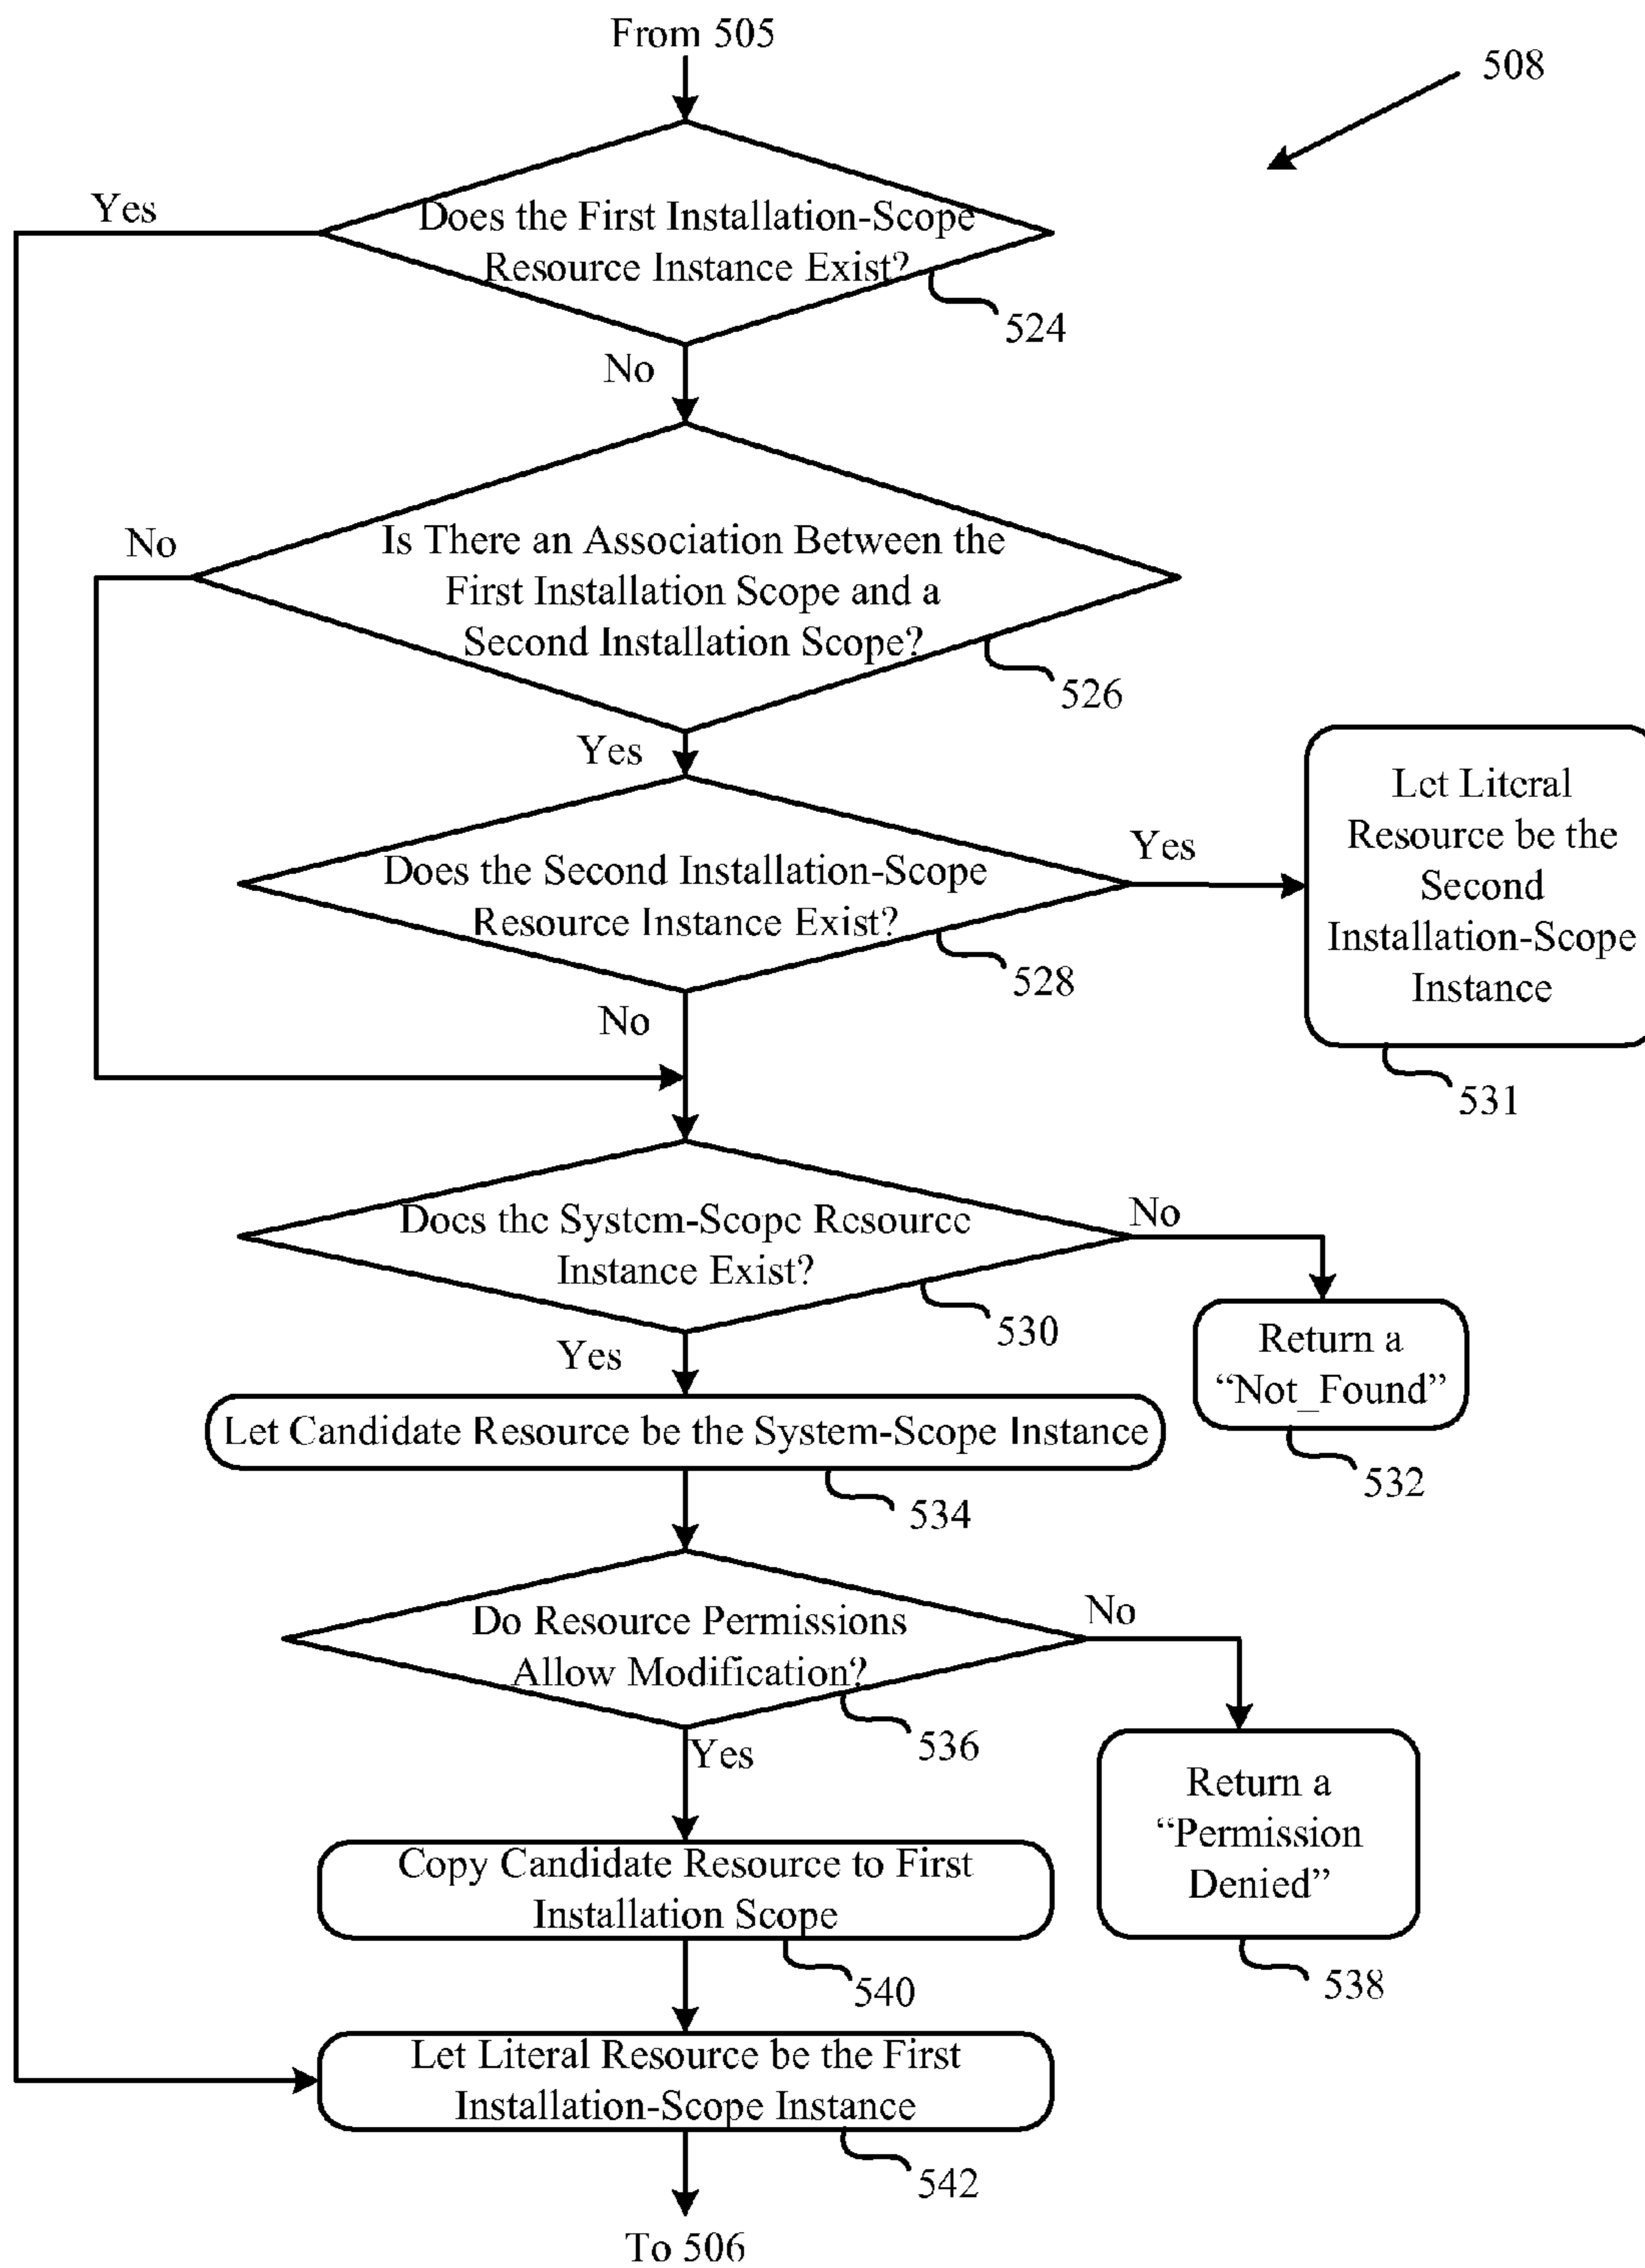 From 505
508
Yes
Does the First Installation-Scope
Resource Instance Exist?
524
No
No
Is There an Association Between the
First Installation Scope and a
Second Installation Scope?
526
Yes
Does the Second Installation-Scope
Resource Instance Exist?
528
Yes
Let Literal
Resource be the
Second
Installation-Scope
Instance
531
No
Does the System-Scope Resource
Instance Exist?
530
No
Return a
“Not_Found”
532
Yes
Let Candidate Resource be the System-Scope Instance
534
Do Resource Permissions
Allow Modification?
536
No
Return a
“Permission
Denied”
538
Yes
Copy Candidate Resource to First
Installation Scope
540
Let Literal Resource be the First
Installation-Scope Instance
542
To 506